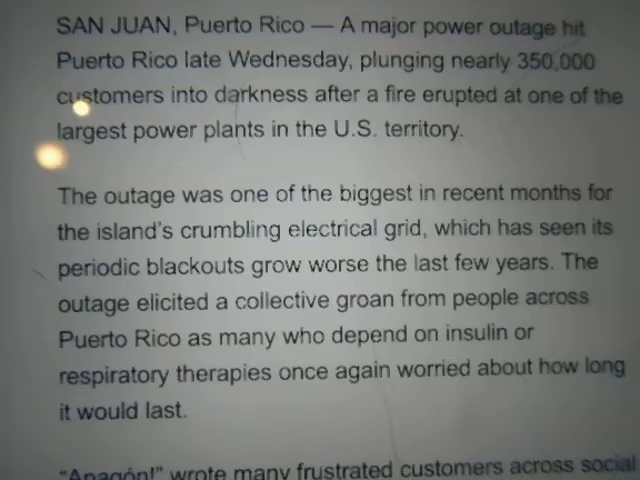 SAN JUAN, Puerto Rico — A major power outage hit
Puerto Rico late Wednesday, plunging nearly 350,000
customers into darkness after a fire erupted at one of the
largest power plants in the U.S. territory.
The outage was one of the biggest in recent months for
the island's crumbling electrical grid, which has seen its
periodic blackouts grow worse the last few years. The
outage elicited a collective groan from people across
Puerto Rico as many who depend on insulin or
respiratory therapies once again worried about how long
it would last.
"Apagón!" wrote many frustrated customers across social